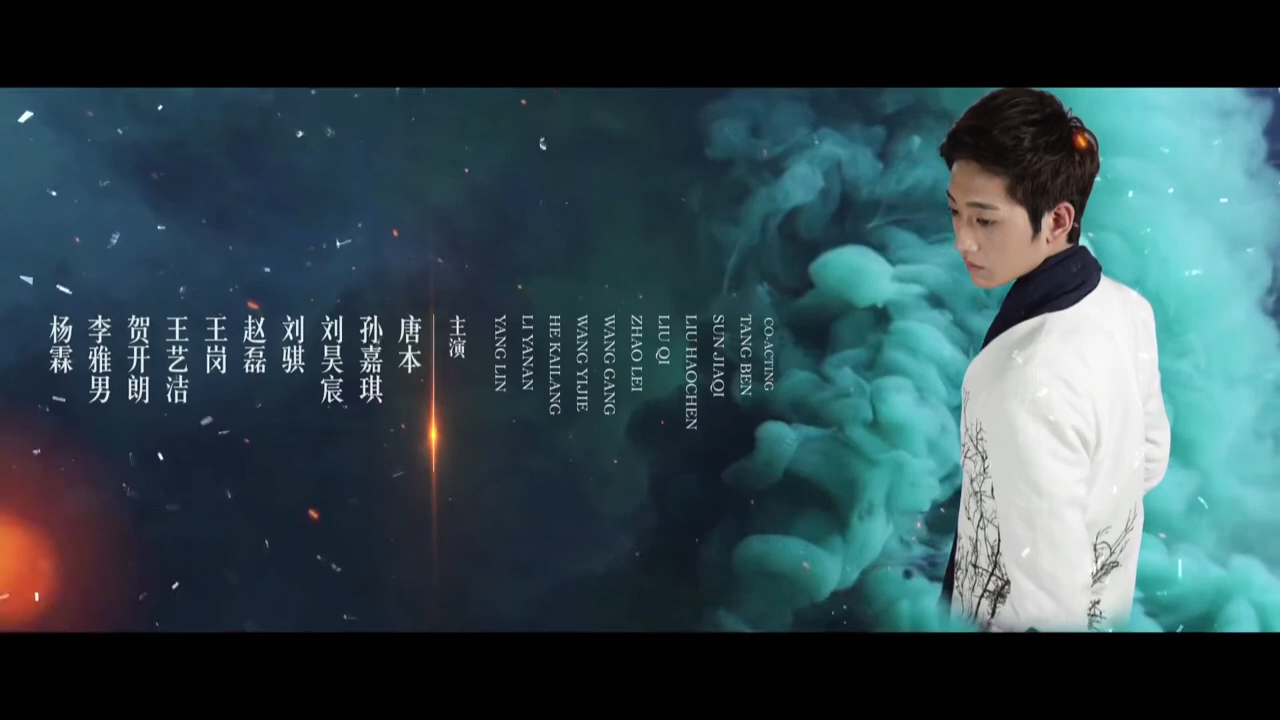 CO-ACTING
TANG BEN
SUN JIAQI
LIU HAOCHEN
LIU QI
ZHAO LEI
WANG GANG
WANG YIJIE
HE KAILANG
LI YANAN
YANG LIN
主演
唐本
孙嘉琪
刘昊宸
刘骐
赵磊
王岗
王艺洁
贺开朗
李雅男
杨霖